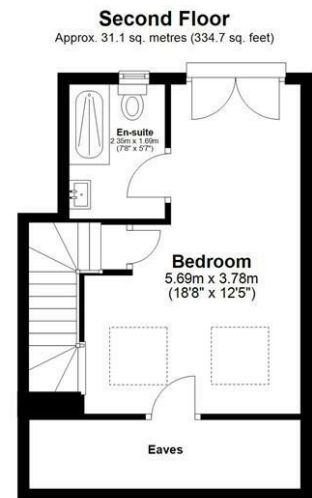 Second Floor
Approx. 31.1 sq. metres (334.7 sq. feet)
En-suite
2.35m x 1.69m
(7'8" x 5'7")
Bedroom
5.69m x 3.78m
(18'8" x 12'5")
Eaves